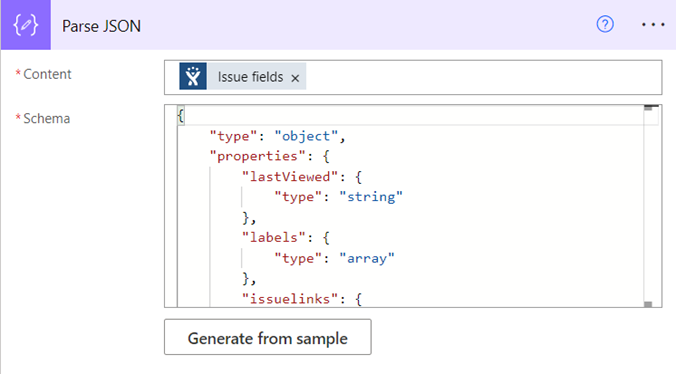 Parse JSON
? ...
* Content
Issue fields ×
* Schema
{
"type": "object",
"properties": {
"lastViewed": {
"type": "string"
},
"labels": {
"type": "array"
},
"issuelinks": {
Generate from sample